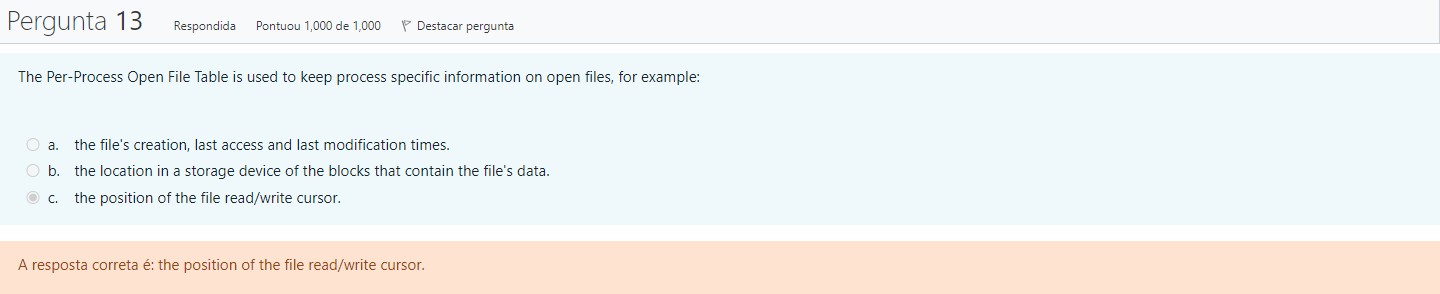 Pergunta 13 Respondida Pontuou 1,000 de 1,000 Destacar pergunta
The Per-Process Open File Table is used to keep process specific information on open files, for example:
a. the file's creation, last access and last modification times.
b. the location in a storage device of the blocks that contain the file's data.
c. the position of the file read/write cursor.
A resposta correta é: the position of the file read/write cursor.